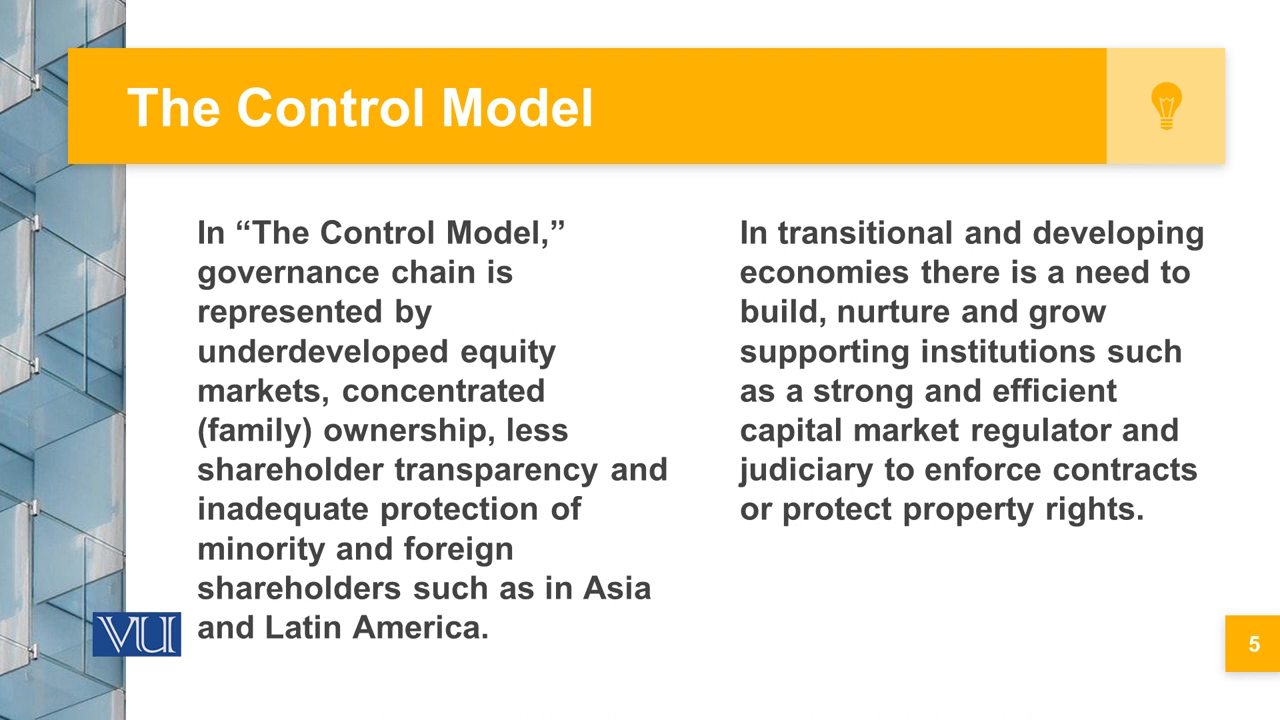 The Control Model
In “The Control Model,”
governance chain is
represented by
underdeveloped equity
markets, concentrated
(family) ownership, less
shareholder transparency and
inadequate protection of
minority and foreign
shareholders such as in Asia
and Latin America.
In transitional and developing
economies there is a need to
build, nurture and grow
supporting institutions such
as a strong and efficient
capital market regulator and
judiciary to enforce contracts
or protect property rights.
VU
5